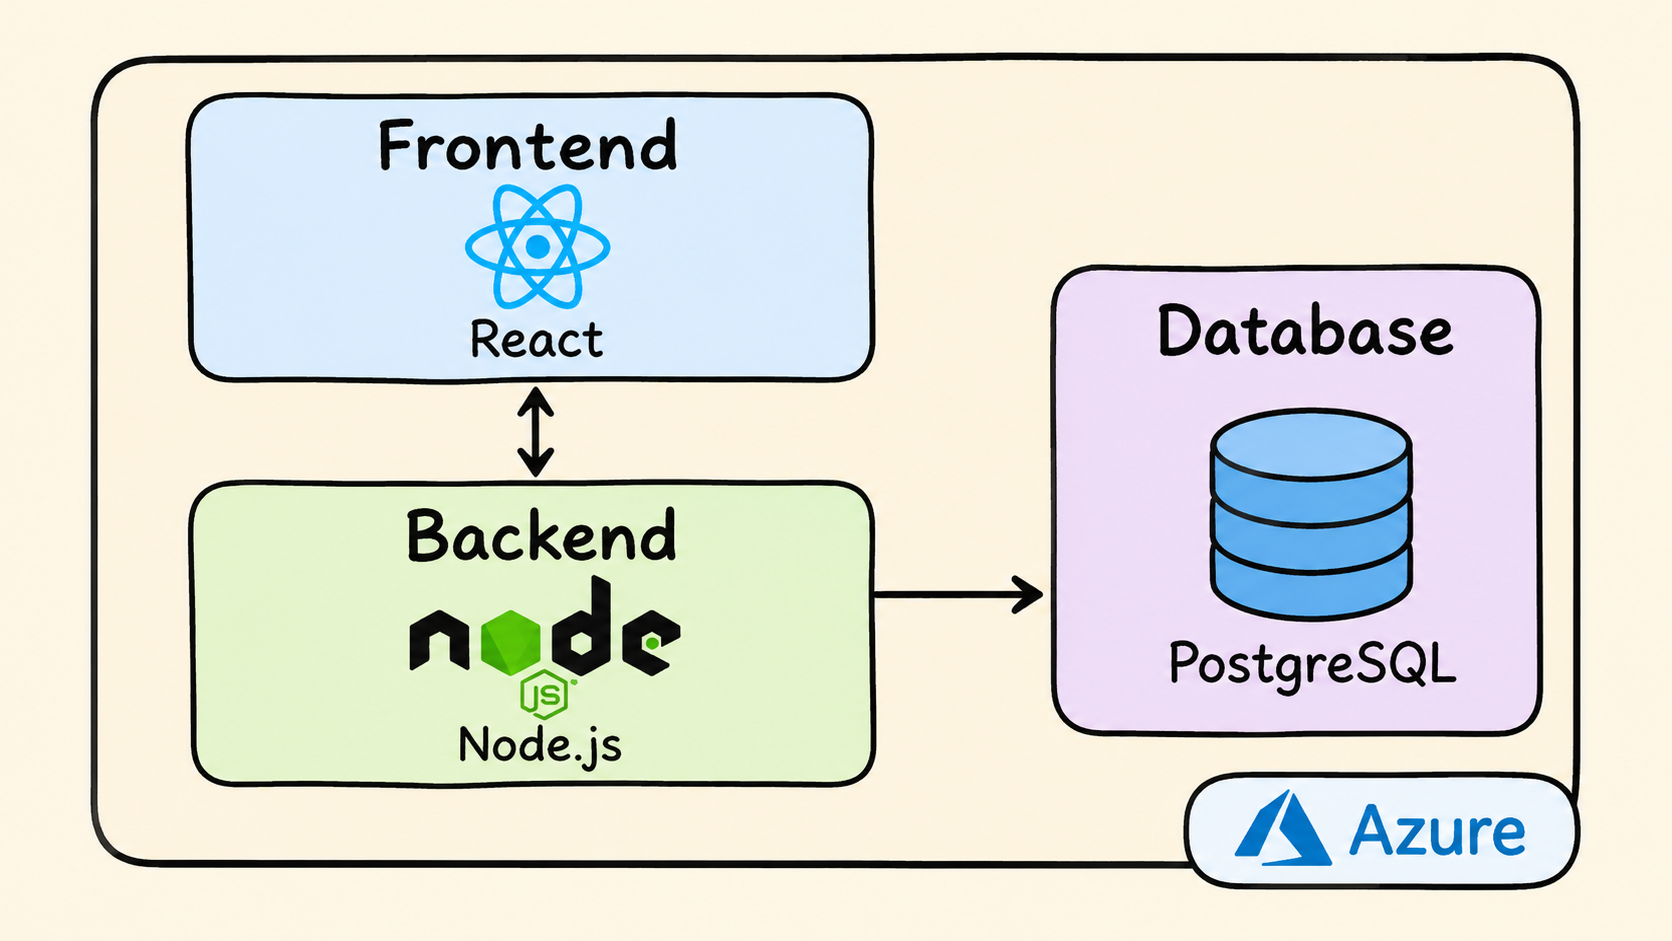 Frontend
React
Backend
node
JS
Node.js
Database
PostgreSQL
Azure